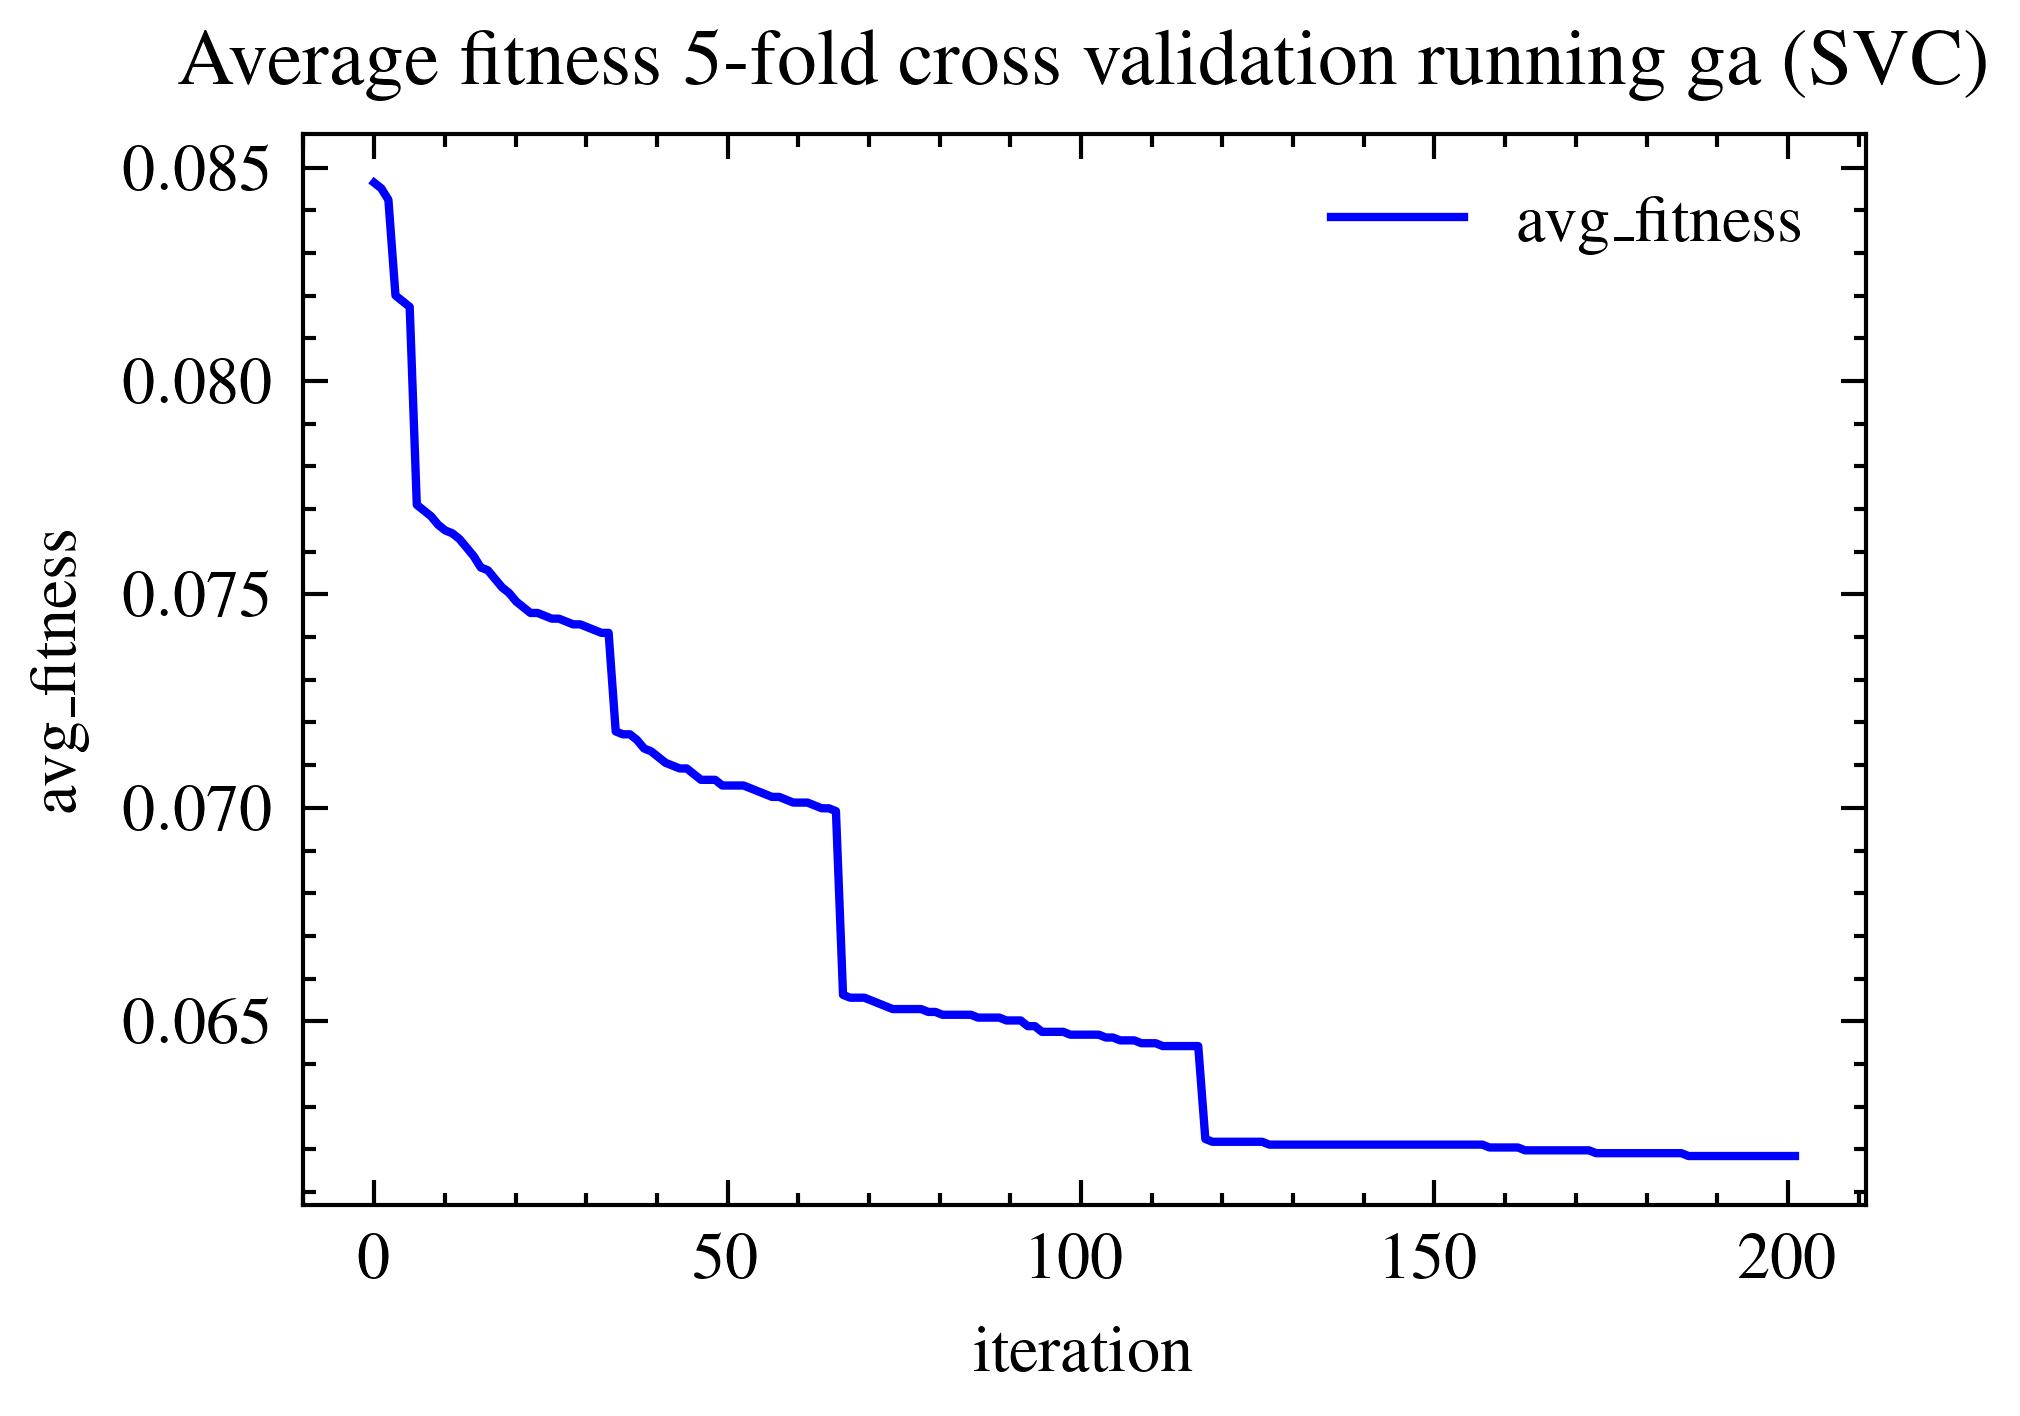 Average fitness 5-fold cross validation running ga (SVC)
avg_fitness
0.085
0.080
0.075
0.070
0.065
avg_fitness
0 50 100 150 200
iteration